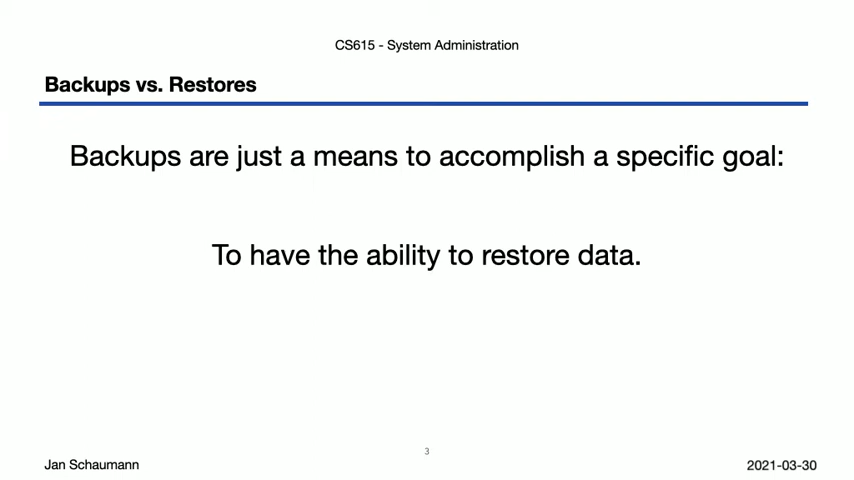 CS615 - System Administration
Backups vs. Restores
Backups are just a means to accomplish a specific goal:
To have the ability to restore data.
3
Jan Schaumann
2021-03-30